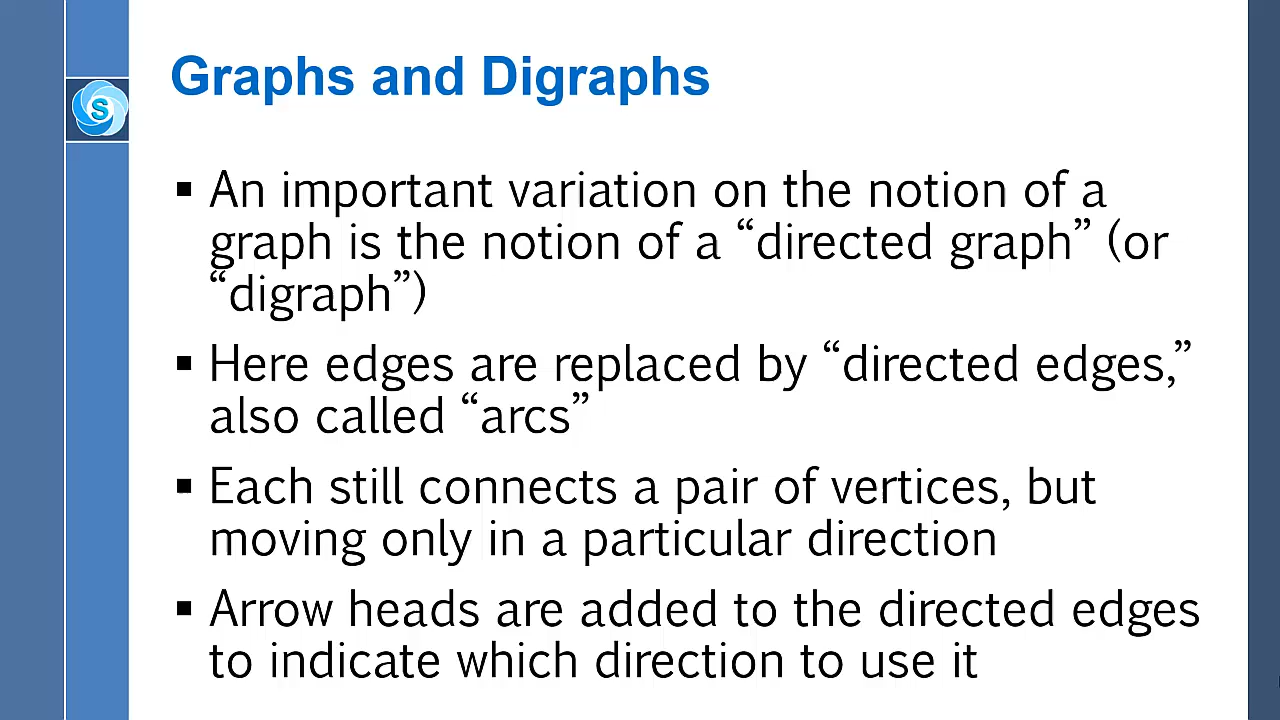 Graphs and Digraphs
S
▪ An important variation on the notion of a
graph is the notion of a “directed graph” (or
“digraph”)
▪ Here edges are replaced by “directed edges,”
also called “arcs”
▪ Each still connects a pair of vertices, but
moving only in a particular direction
▪ Arrow heads are added to the directed edges
to indicate which direction to use it